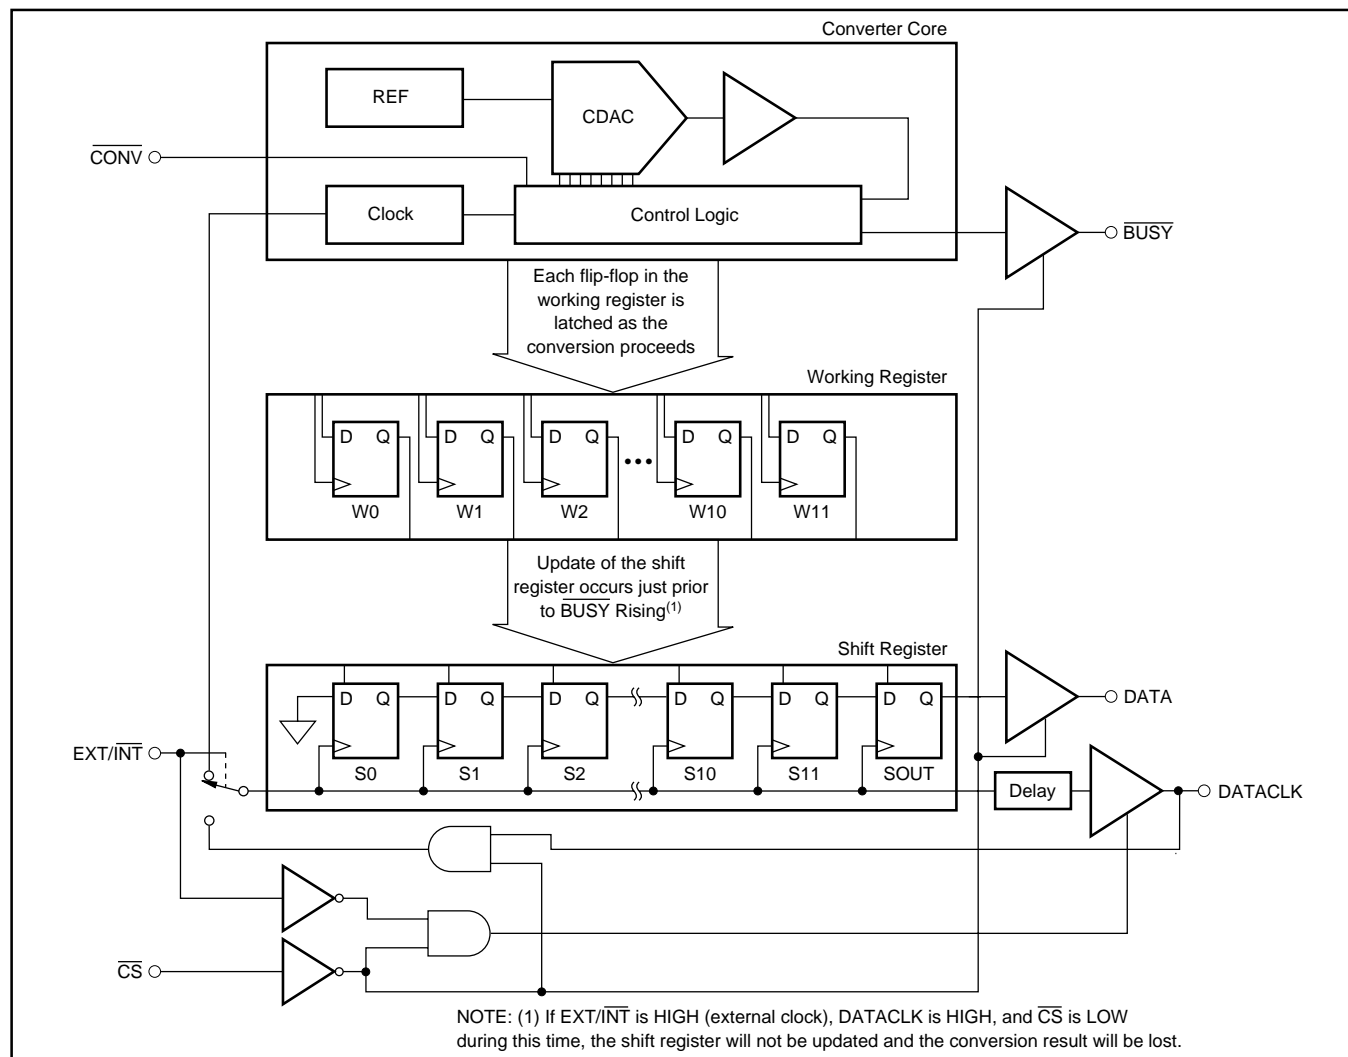 Converter Core
REF
CDAC
CONV
Clock
Control Logic
BUSY
Each flip-flop in the
working register is
latched as the
conversion proceeds
Working Register
D Q D Q D Q D Q D Q
•••
W0 W1 W2 W10 W11
Update of the shift
register occurs just prior
to BUSY Rising(1)
Shift Register
D Q D Q D Q D Q D Q D Q
DATA
EXT/INT
S0 S1 S2 S10 S11 SOUT
Delay
DATACLK
CS
NOTE: (1) If EXT/INT is HIGH (external clock), DATACLK is HIGH, and CS is LOW
during this time, the shift register will not be updated and the conversion result will be lost.